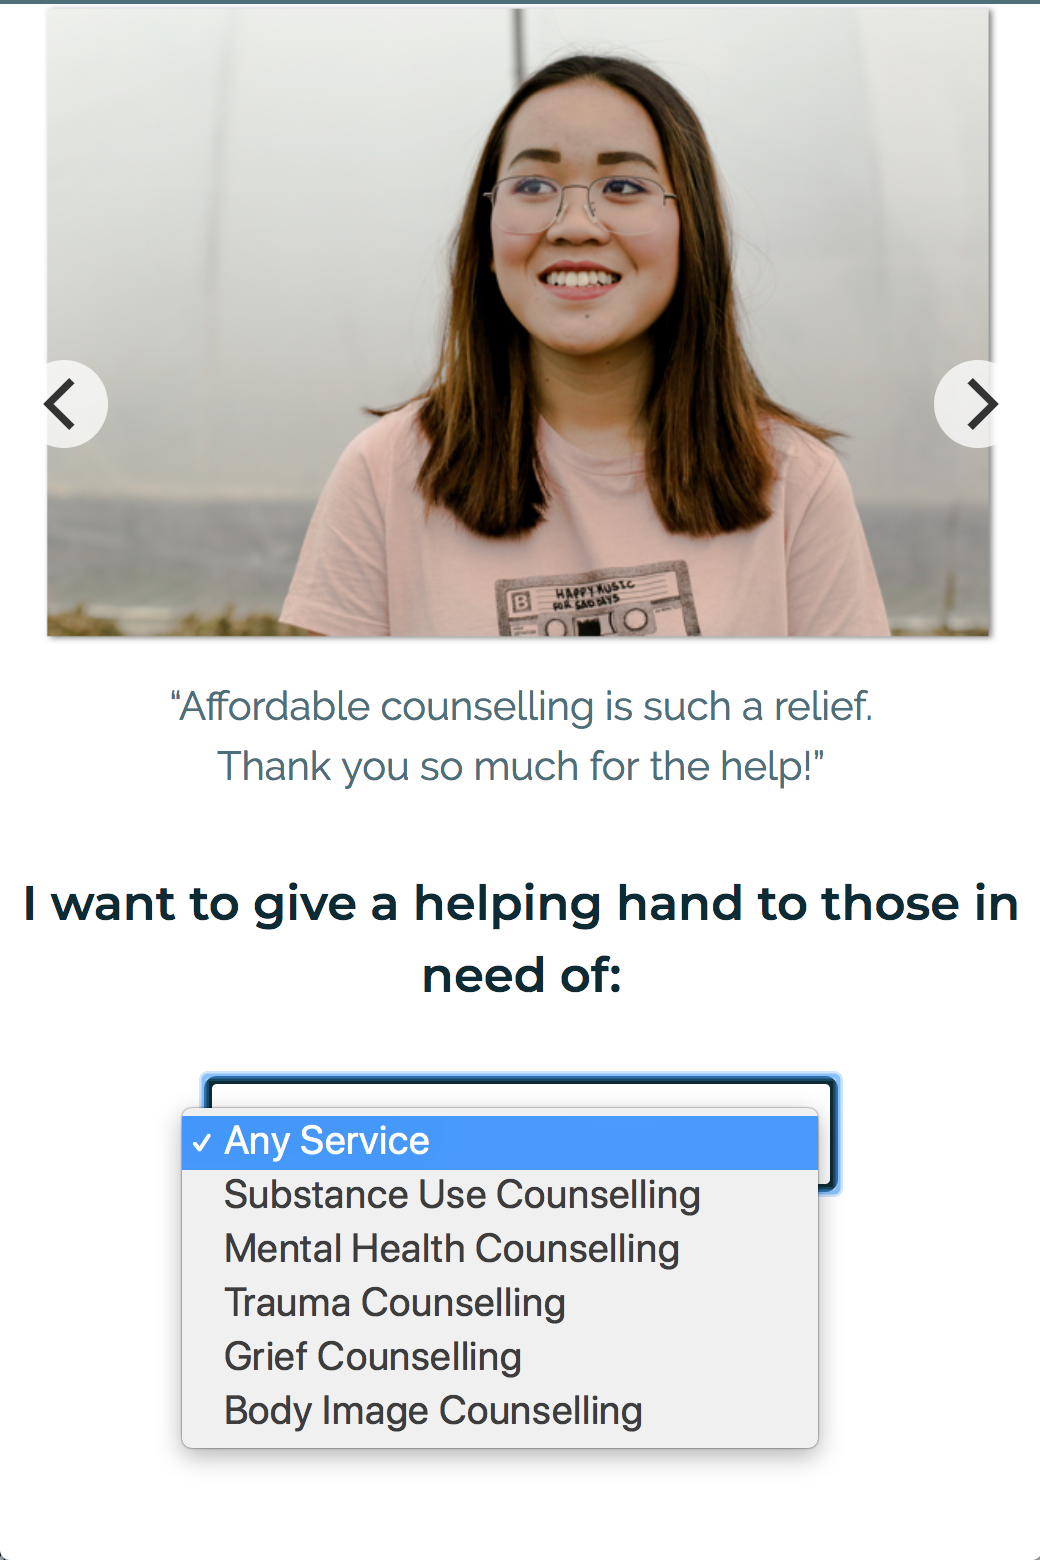 B HAPPY MUSIC
FOR SAD DAYS
“Affordable counselling is such a relief.
Thank you so much for the help!”
I want to give a helping hand to those in
need of:
✓ Any Service
Substance Use Counselling
Mental Health Counselling
Trauma Counselling
Grief Counselling
Body Image Counselling